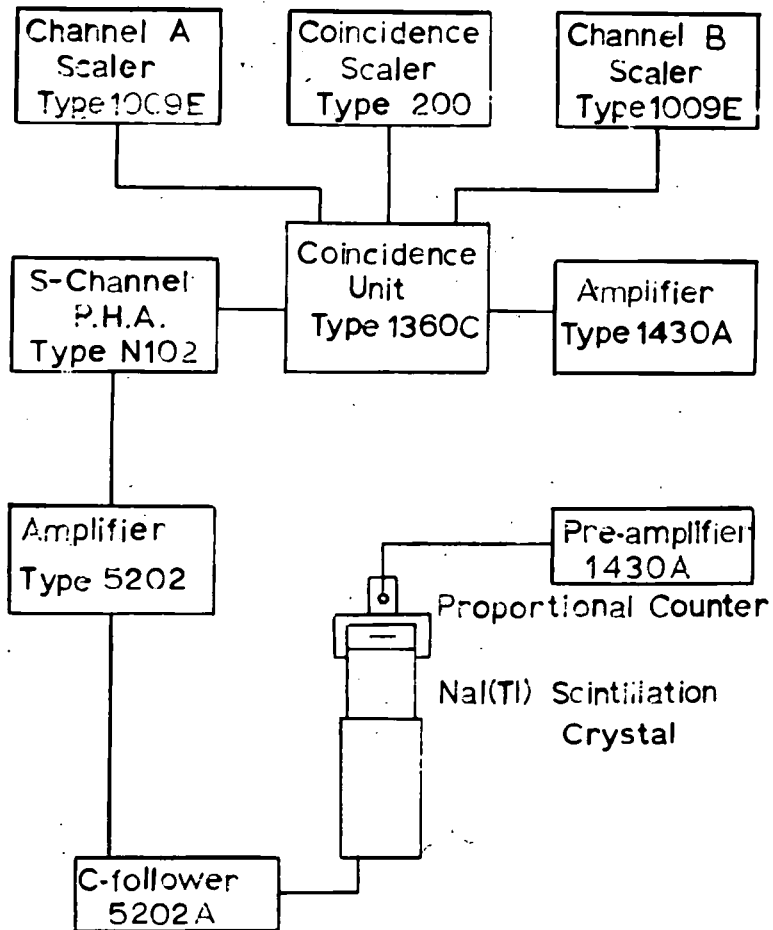 Channel A
Scaler
Type 1009E
Coincidence
Scaler
Type 200
Channel B
Scaler
Type 1009E
S-Channel
P.H.A.
Type N102
Coincidence
Unit
Type 1360C
Amplifier
Type 1430A
Amplifier
Type 5202
Pre-amplifier
1430A
Proportional Counter
NaI(Tl) Scintillation
Crystal
C-follower
5202A